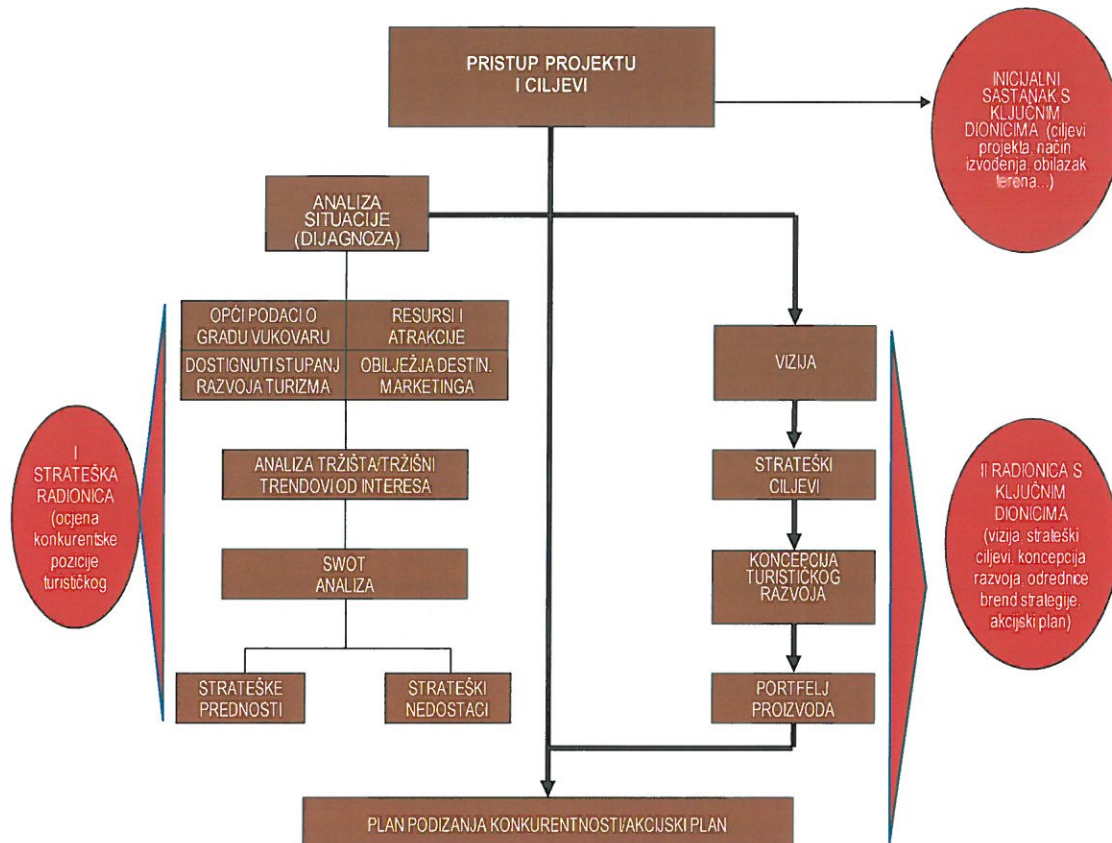 PRISTUP PROJEKTU
I CILJEVI
INICIJALNI
SASTANAK S
KLJUČNIM
DIONICIMA (ciljevi
projekta, način
izvođenja, obilazak
terena...)
ANALIZA
SITUACIJE
(DIJAGNOZA)
OPĆI PODACI O
GRADU VUKOVARU
RESURSI I
ATRAKCIJE
DOSTIGNUTI STUPANJ
RAZVOJA TURIZMA
OBILJEŽJA DESTIN.
MARKETINGA
ANALIZA TRŽIŠTA/TRŽIŠNI
TRENDOVI OD INTERESA
SWOT
ANALIZA
STRATEŠKE
PREDNOSTI
STRATEŠKI
NEDOSTACI
I
STRATEŠKA
RADIONICA
(ocjena
konkurentske
pozicije
turističkog
VIZIJA
STRATEŠKI
CILJEVI
KONCEPCIJA
TURISTIČKOG
RAZVOJA
PORTFELJ
PROIZVODA
II RADIONICA S
KLJUČNIM
DIONICIMA
(vizija, strateški
ciljevi, koncepcija
razvoja, odrednice
brend strategije,
akcijski plan)
PLAN PODIZANJA KONKURENTNOSTI/AKCIJSKI PLAN